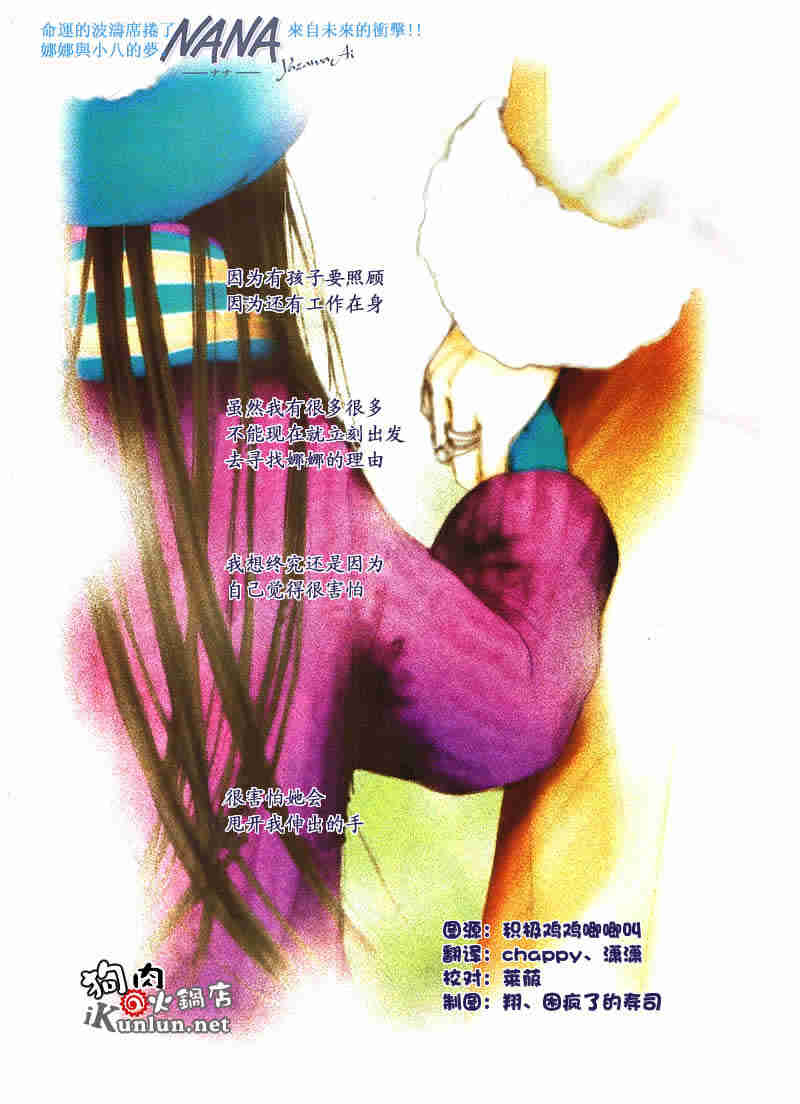 命運的波濤席捲了
娜娜與小八的夢
NANA
ナナ
Yazawa Ai
來自未來的衝擊!!
因为有孩子要照顾
因为还有工作在身
虽然我有很多很多
不能现在就立刻出发
去寻找娜娜的理由
我想终究还是因为
自己觉得很害怕
很害怕她会
甩开我伸出的手
图源：积极鸡鸡唧唧叫
翻译：chappy、潇潇
校对：莱菔
制图：翔、困疯了的寿司
狗肉
火鍋店
iKunlun.net